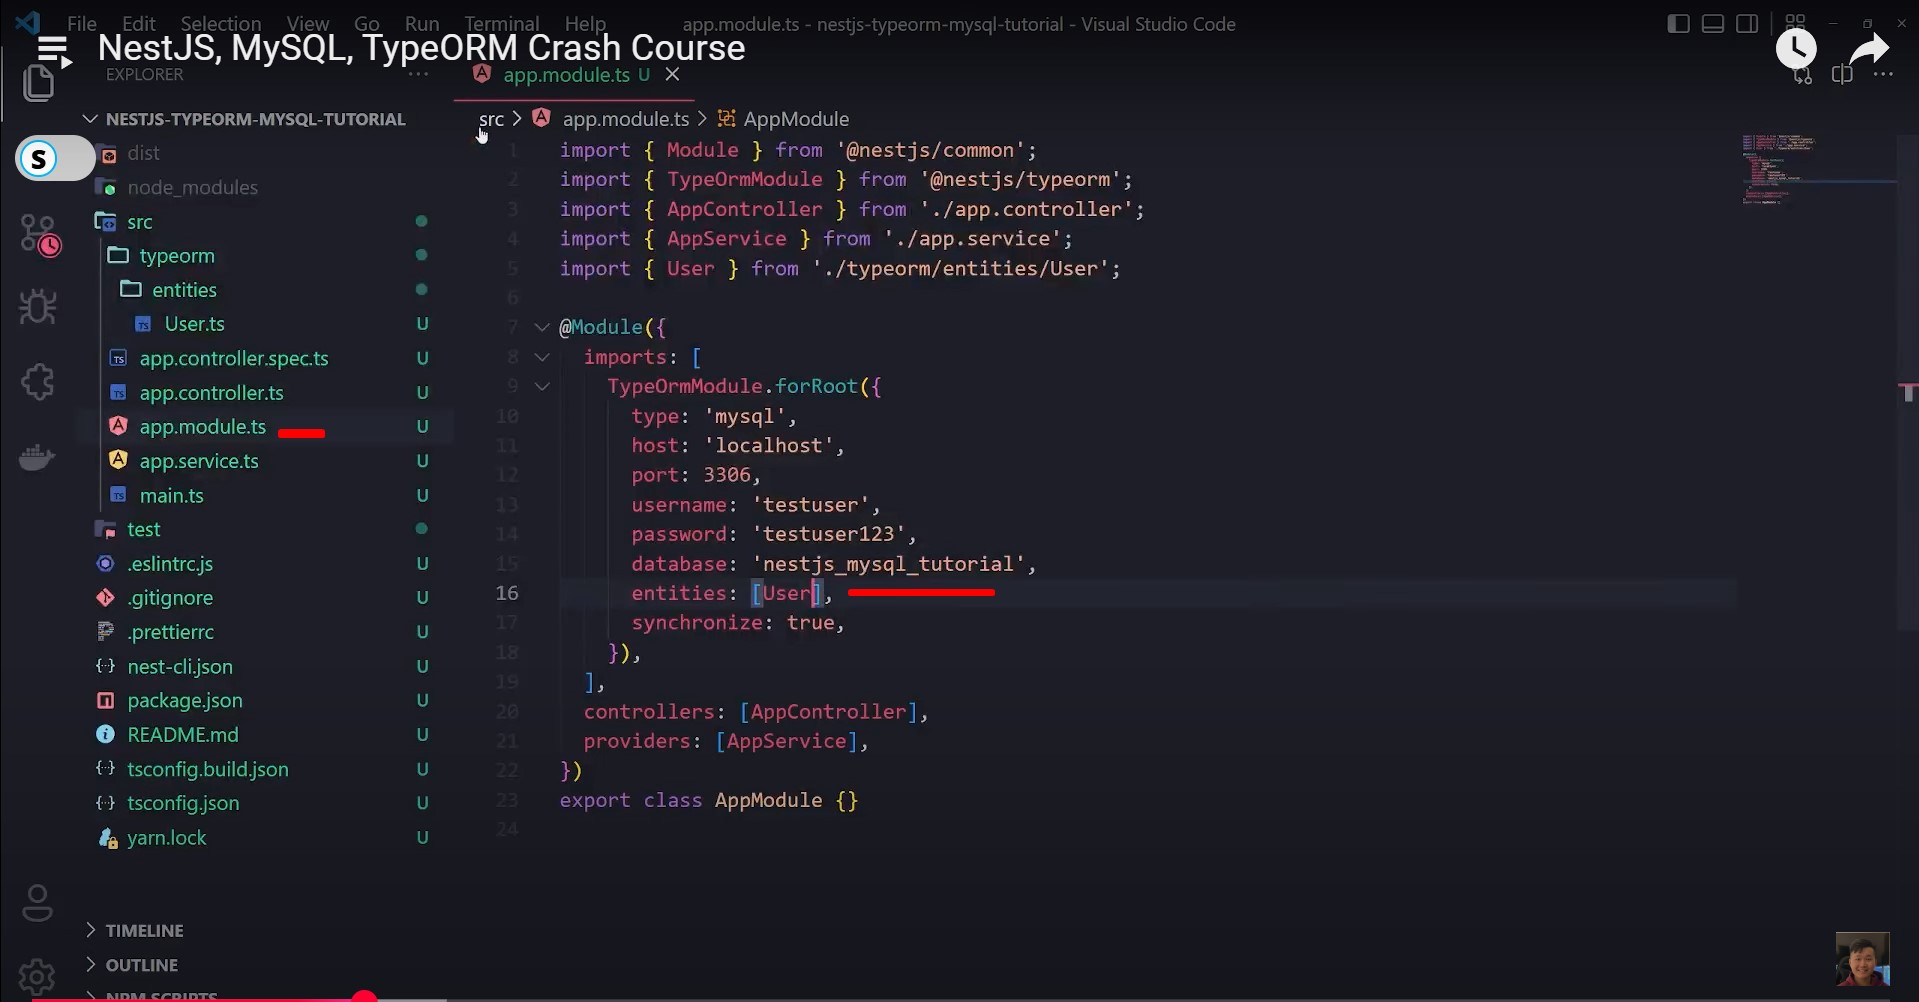 File Edit Selection View Go Run Terminal Help
app.module.ts - nestjs-typeorm-mysql-tutorial - Visual Studio Code
NestJS, MySQL, TypeORM Crash Course
EXPLORER
app.module.ts U
NESTJS-TYPEORM-MYSQL-TUTORIAL
S
dist
node_modules
src
typeorm
entities
User.ts U
app.controller.spec.ts U
app.controller.ts U
app.module.ts U
app.service.ts U
main.ts U
test
.eslintrc.js U
.gitignore U
.prettierrc U
nest-cli.json U
package.json U
README.md U
tsconfig.build.json U
tsconfig.json U
yarn.lock U
TIMELINE
OUTLINE
NPM SCRIPTS
src > app.module.ts > AppModule
1 import { Module } from '@nestjs/common';
2 import { TypeOrmModule } from '@nestjs/typeorm';
3 import { AppController } from './app.controller';
4 import { AppService } from './app.service';
5 import { User } from './typeorm/entities/User';
6
7 @Module({
8 imports: [
9 TypeOrmModule.forRoot({
10 type: 'mysql',
11 host: 'localhost',
12 port: 3306,
13 username: 'testuser',
14 password: 'testuser123',
15 database: 'nestjs_mysql_tutorial',
16 entities: [User],
17 synchronize: true,
18 }),
19 ],
20 controllers: [AppController],
21 providers: [AppService],
22 })
23 export class AppModule {}
24